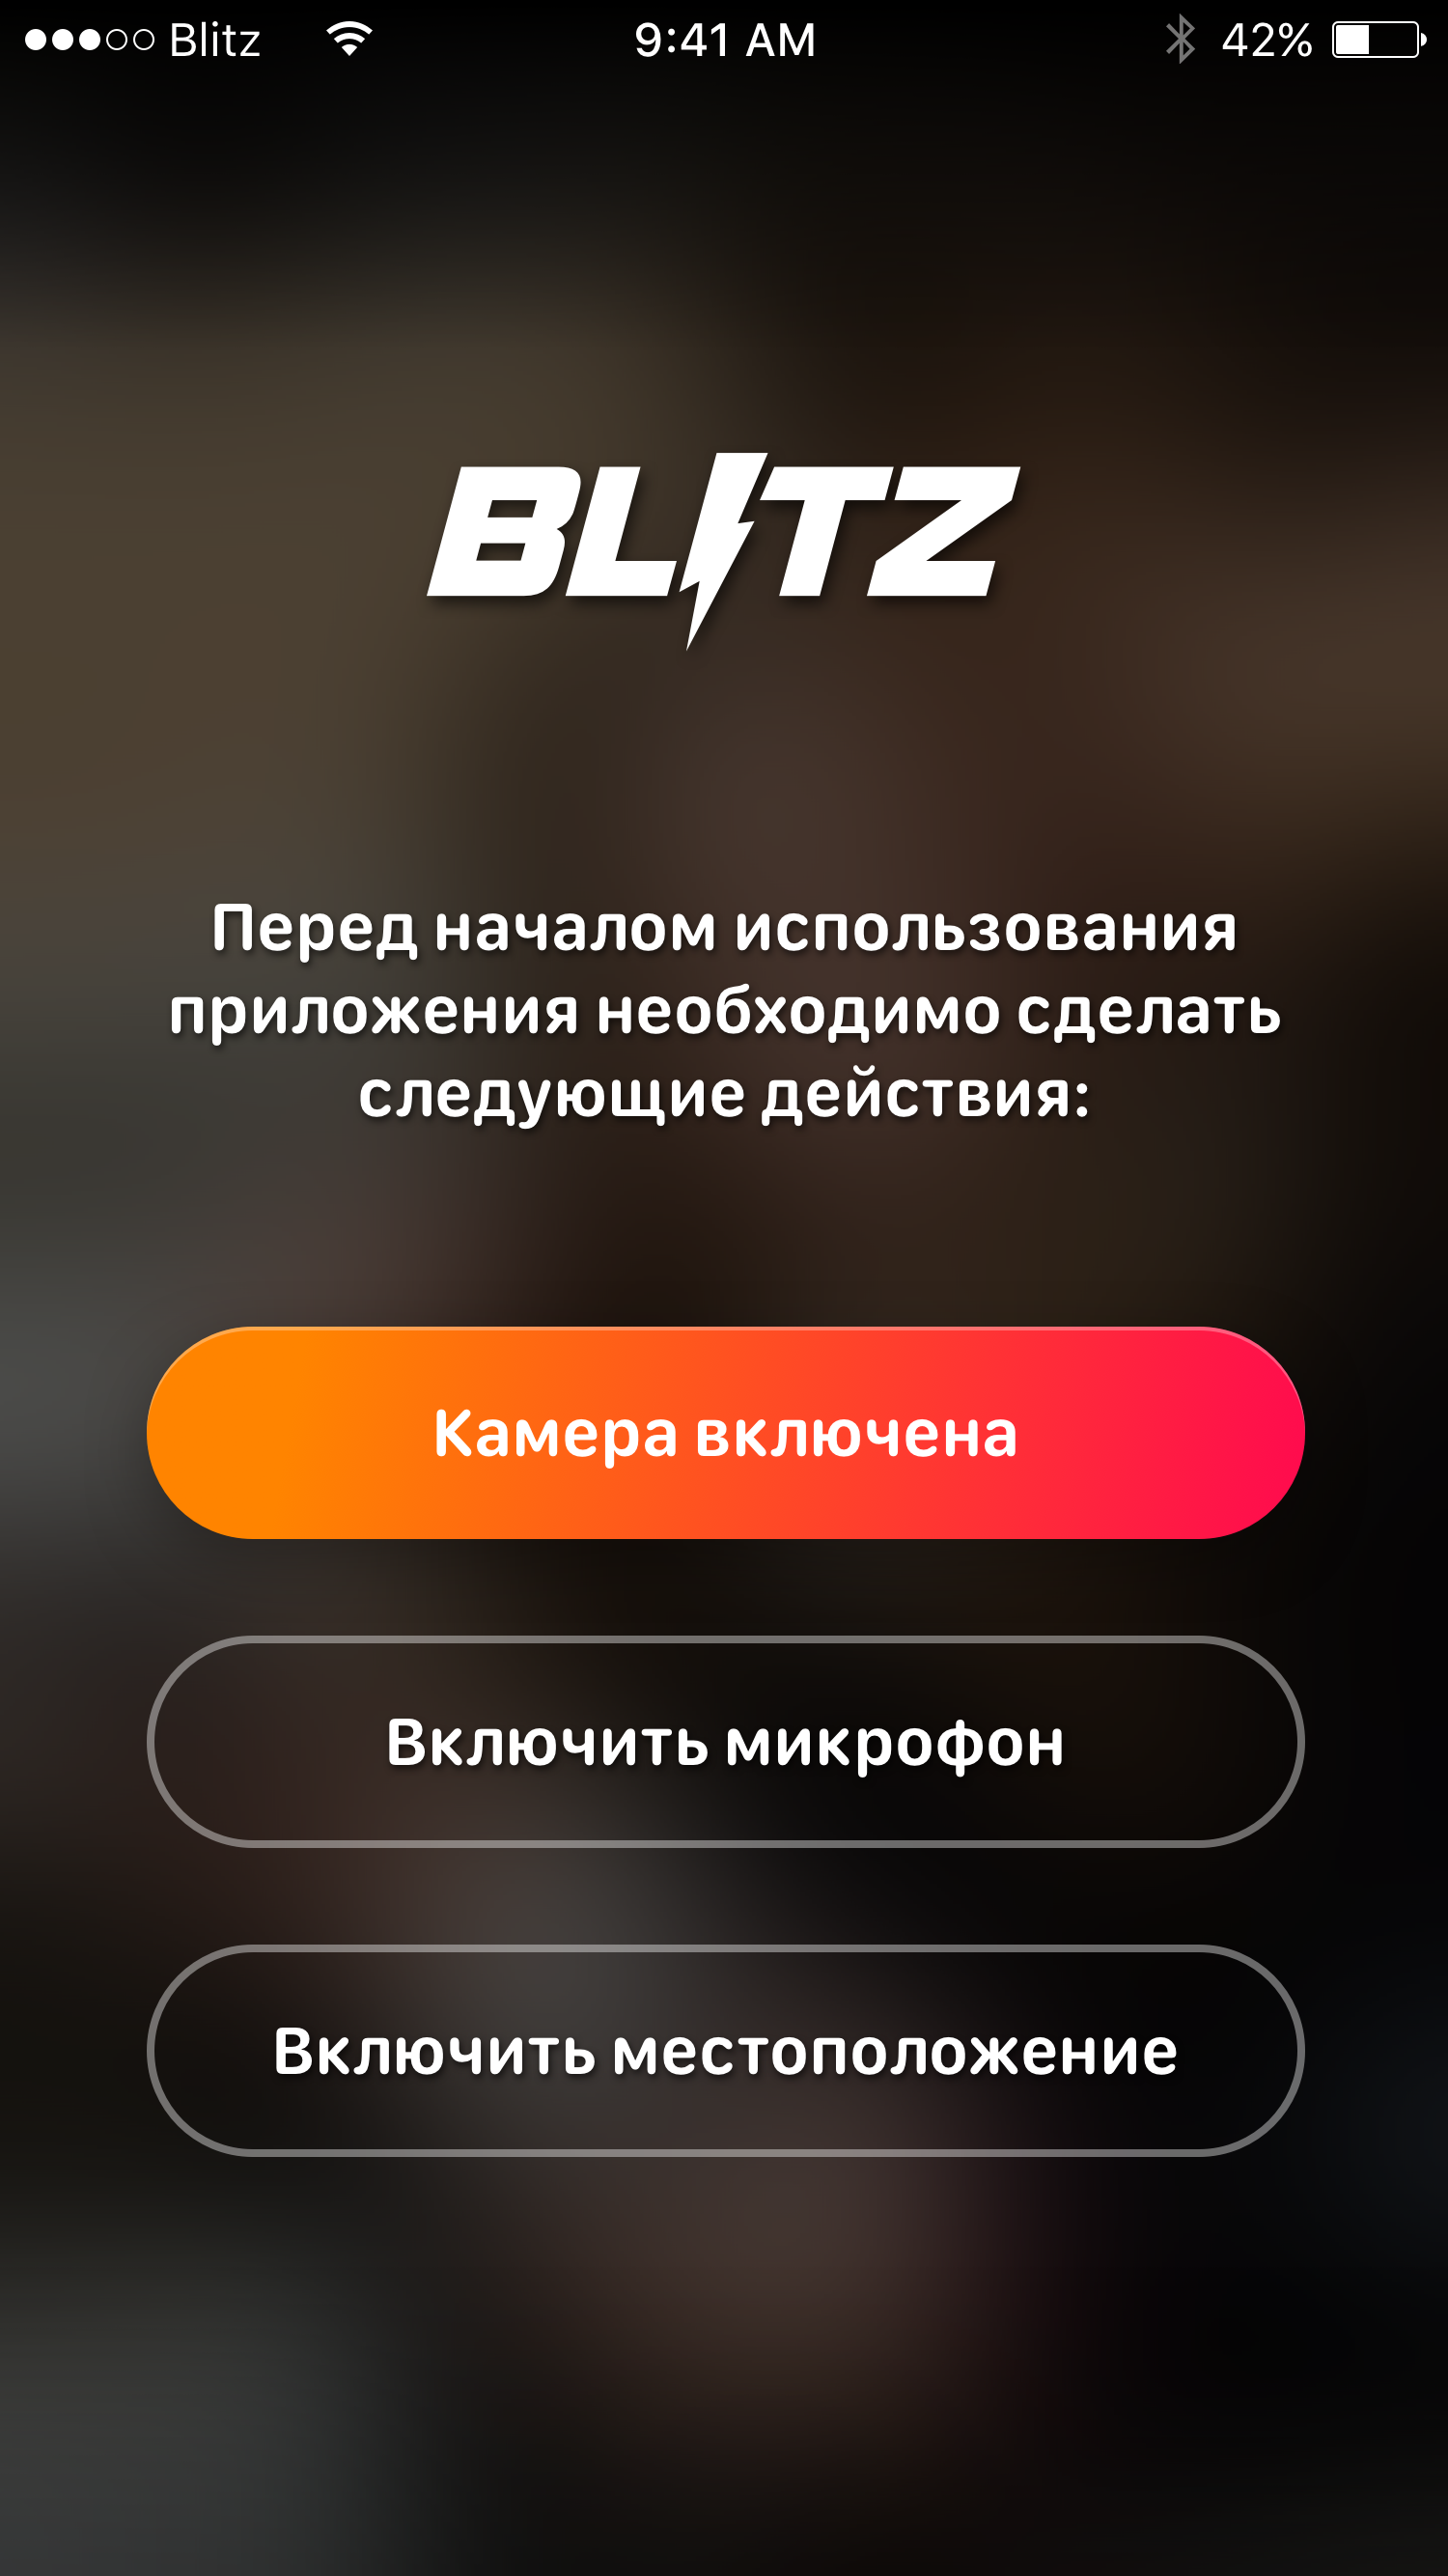 Blitz 9:41 AM 42%
BLITZ
Перед началом использования
приложения необходимо сделать
следующие действия:
Камера включена
Включить микрофон
Включить местоположение